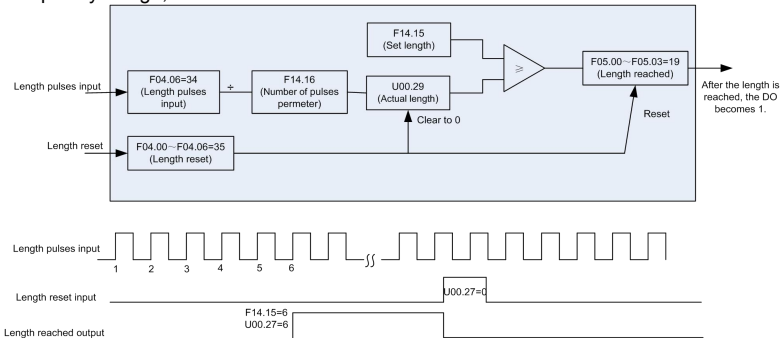 F14.15
(Set length)
F05.00～F05.03=19
(Length reached)
≥
Length pulses input
F04.06=34
(Length pulses
input)
÷
F14.16
(Number of pulses
permeter)
U00.29
(Actual length)
After the length is
reached, the DO
becomes 1.
Clear to 0
Reset
Length reset
F04.00～F04.06=35
(Length reset)
Length pulses input
1 2 3 4 5 6
Length reset input
U00.27=0
F14.15=6
U00.27=6
Length reached output